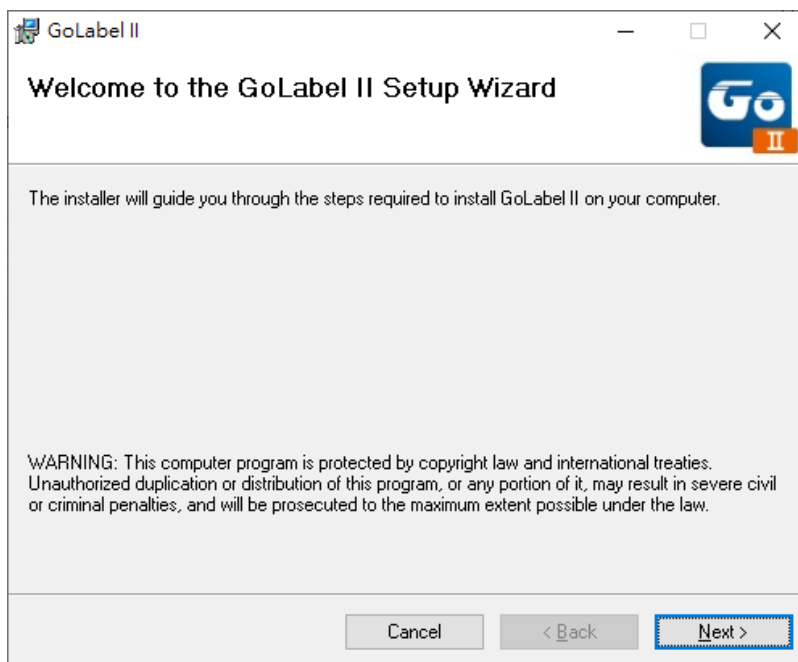 GoLabel II
Welcome to the GoLabel II Setup Wizard
Go
II
The installer will guide you through the steps required to install GoLabel II on your computer.
WARNING: This computer program is protected by copyright law and international treaties.
Unauthorized duplication or distribution of this program, or any portion of it, may result in severe civil
or criminal penalties, and will be prosecuted to the maximum extent possible under the law.
Cancel
< Back
Next >